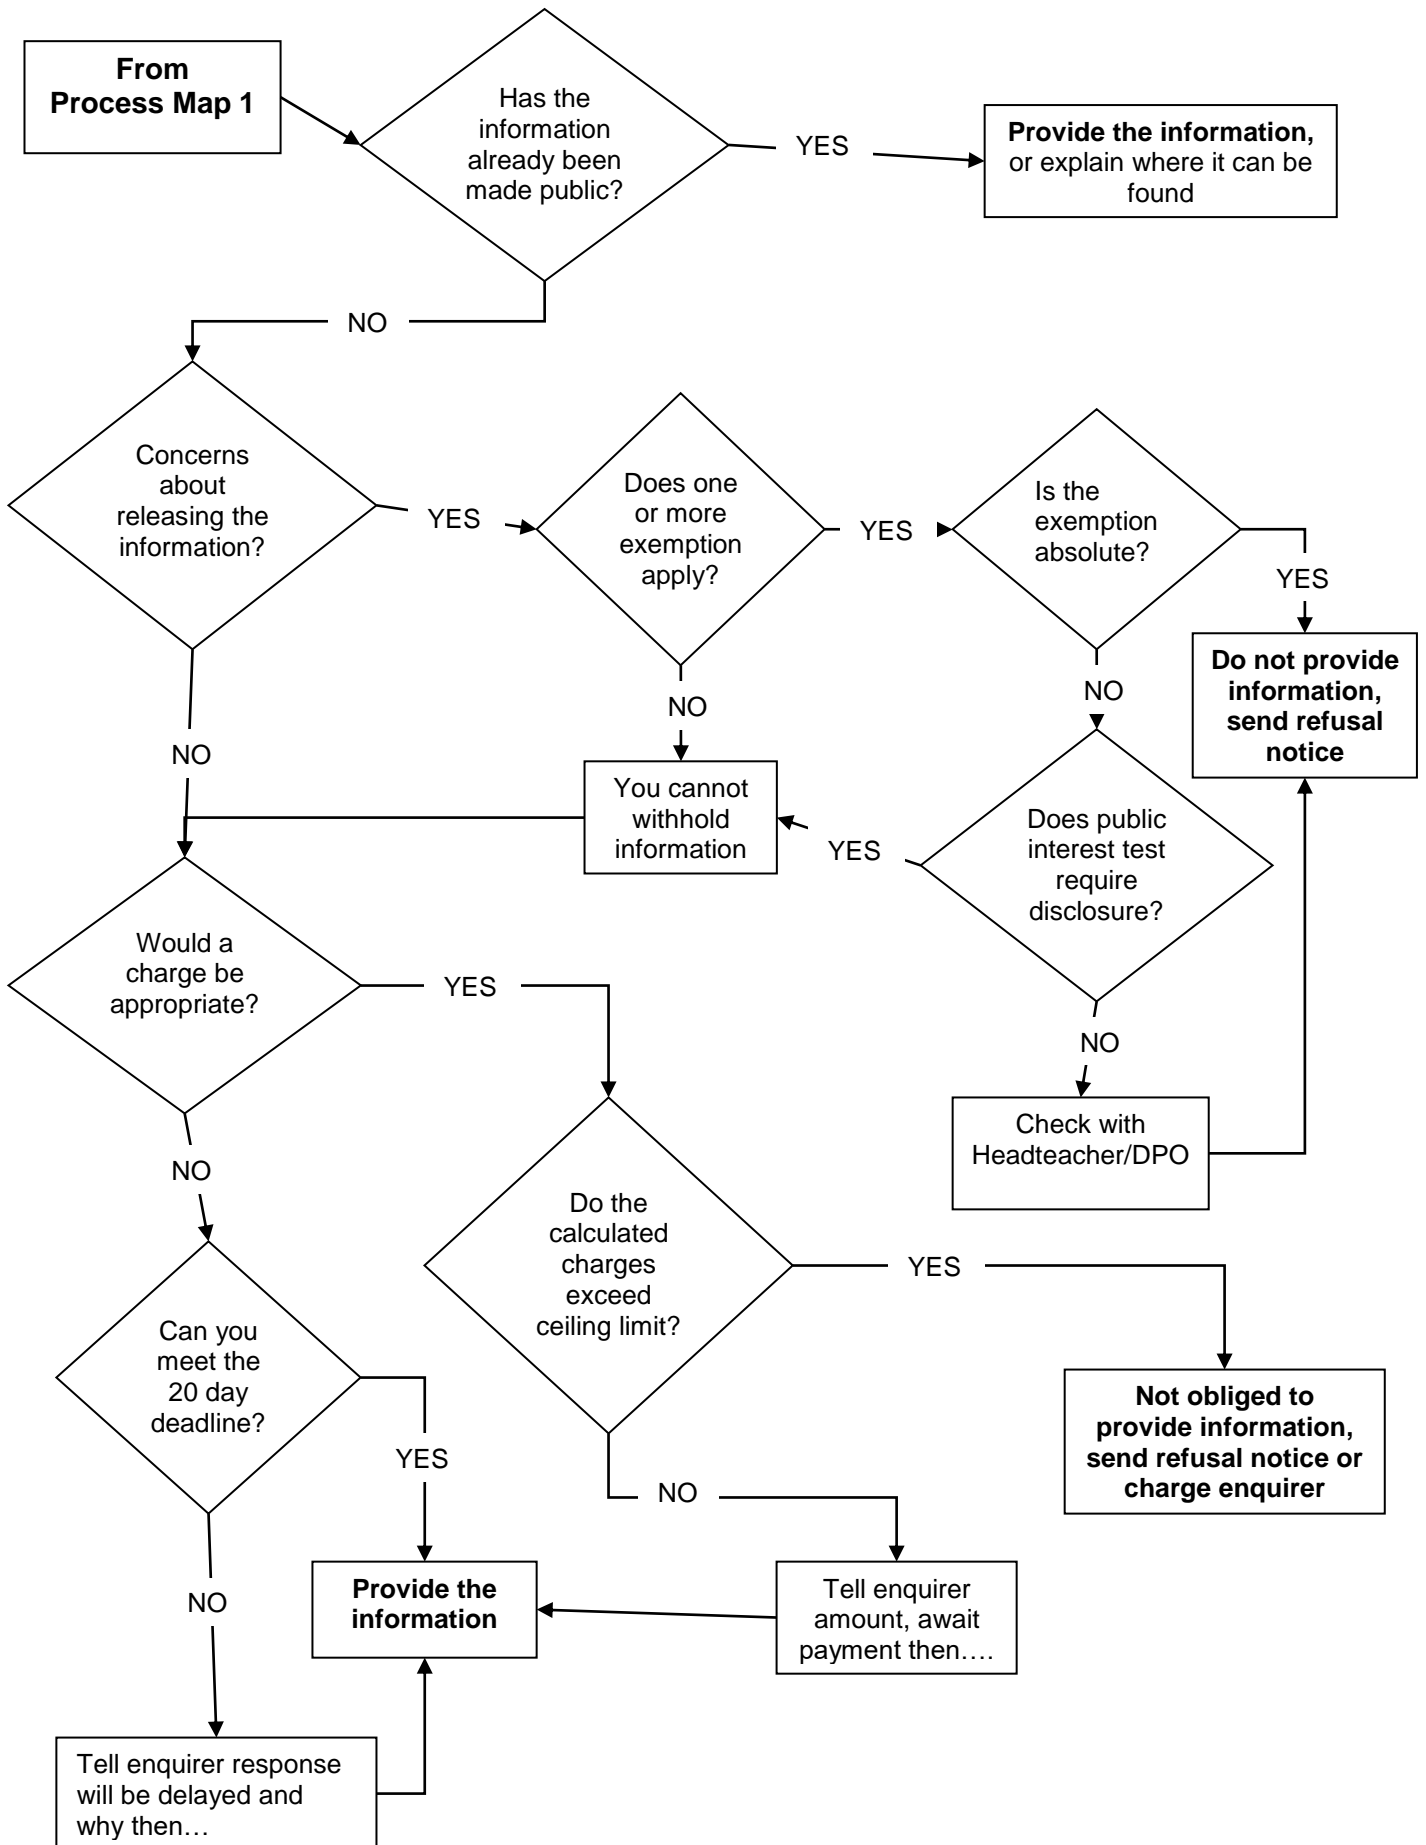 From
Process Map 1
Has the
information
already been
made public?
YES
Provide the information,
or explain where it can be
found
NO
Concerns
about
releasing the
information?
YES
Does one
or more
exemption
apply?
YES
Is the
exemption
absolute?
YES
Do not provide
information,
send refusal
notice
NO
NO
NO
You cannot
withhold
information
YES
Does public
interest test
require
disclosure?
Would a
charge be
appropriate?
YES
NO
Check with
Headteacher/DPO
NO
Do the
calculated
charges
exceed
ceiling limit?
YES
Can you
meet the
20 day
deadline?
YES
Not obliged to
provide information,
send refusal notice or
charge enquirer
NO
NO
Provide the
information
Tell enquirer
amount, await
payment then….
Tell enquirer response
will be delayed and
why then…